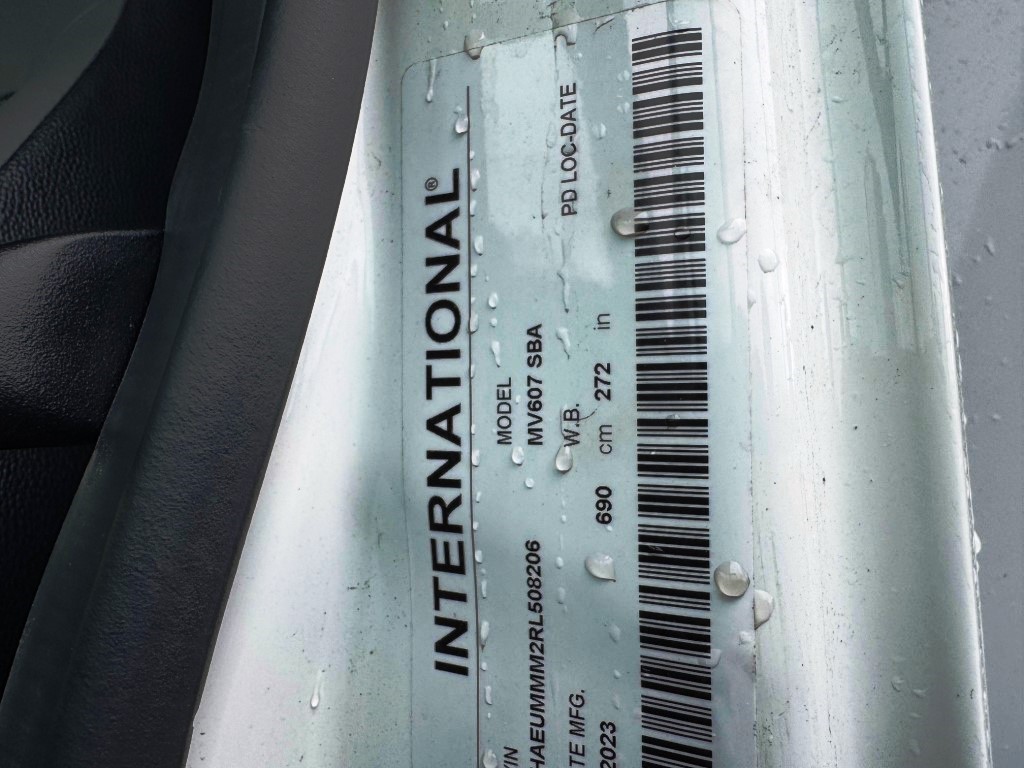 INTERNATIONAL®
VIN
HAEUMMM2RL508206
MODEL
MV607 SBA
TE MFG.
2023
W.B.
690 cm 272 in
PD LOC-DATE